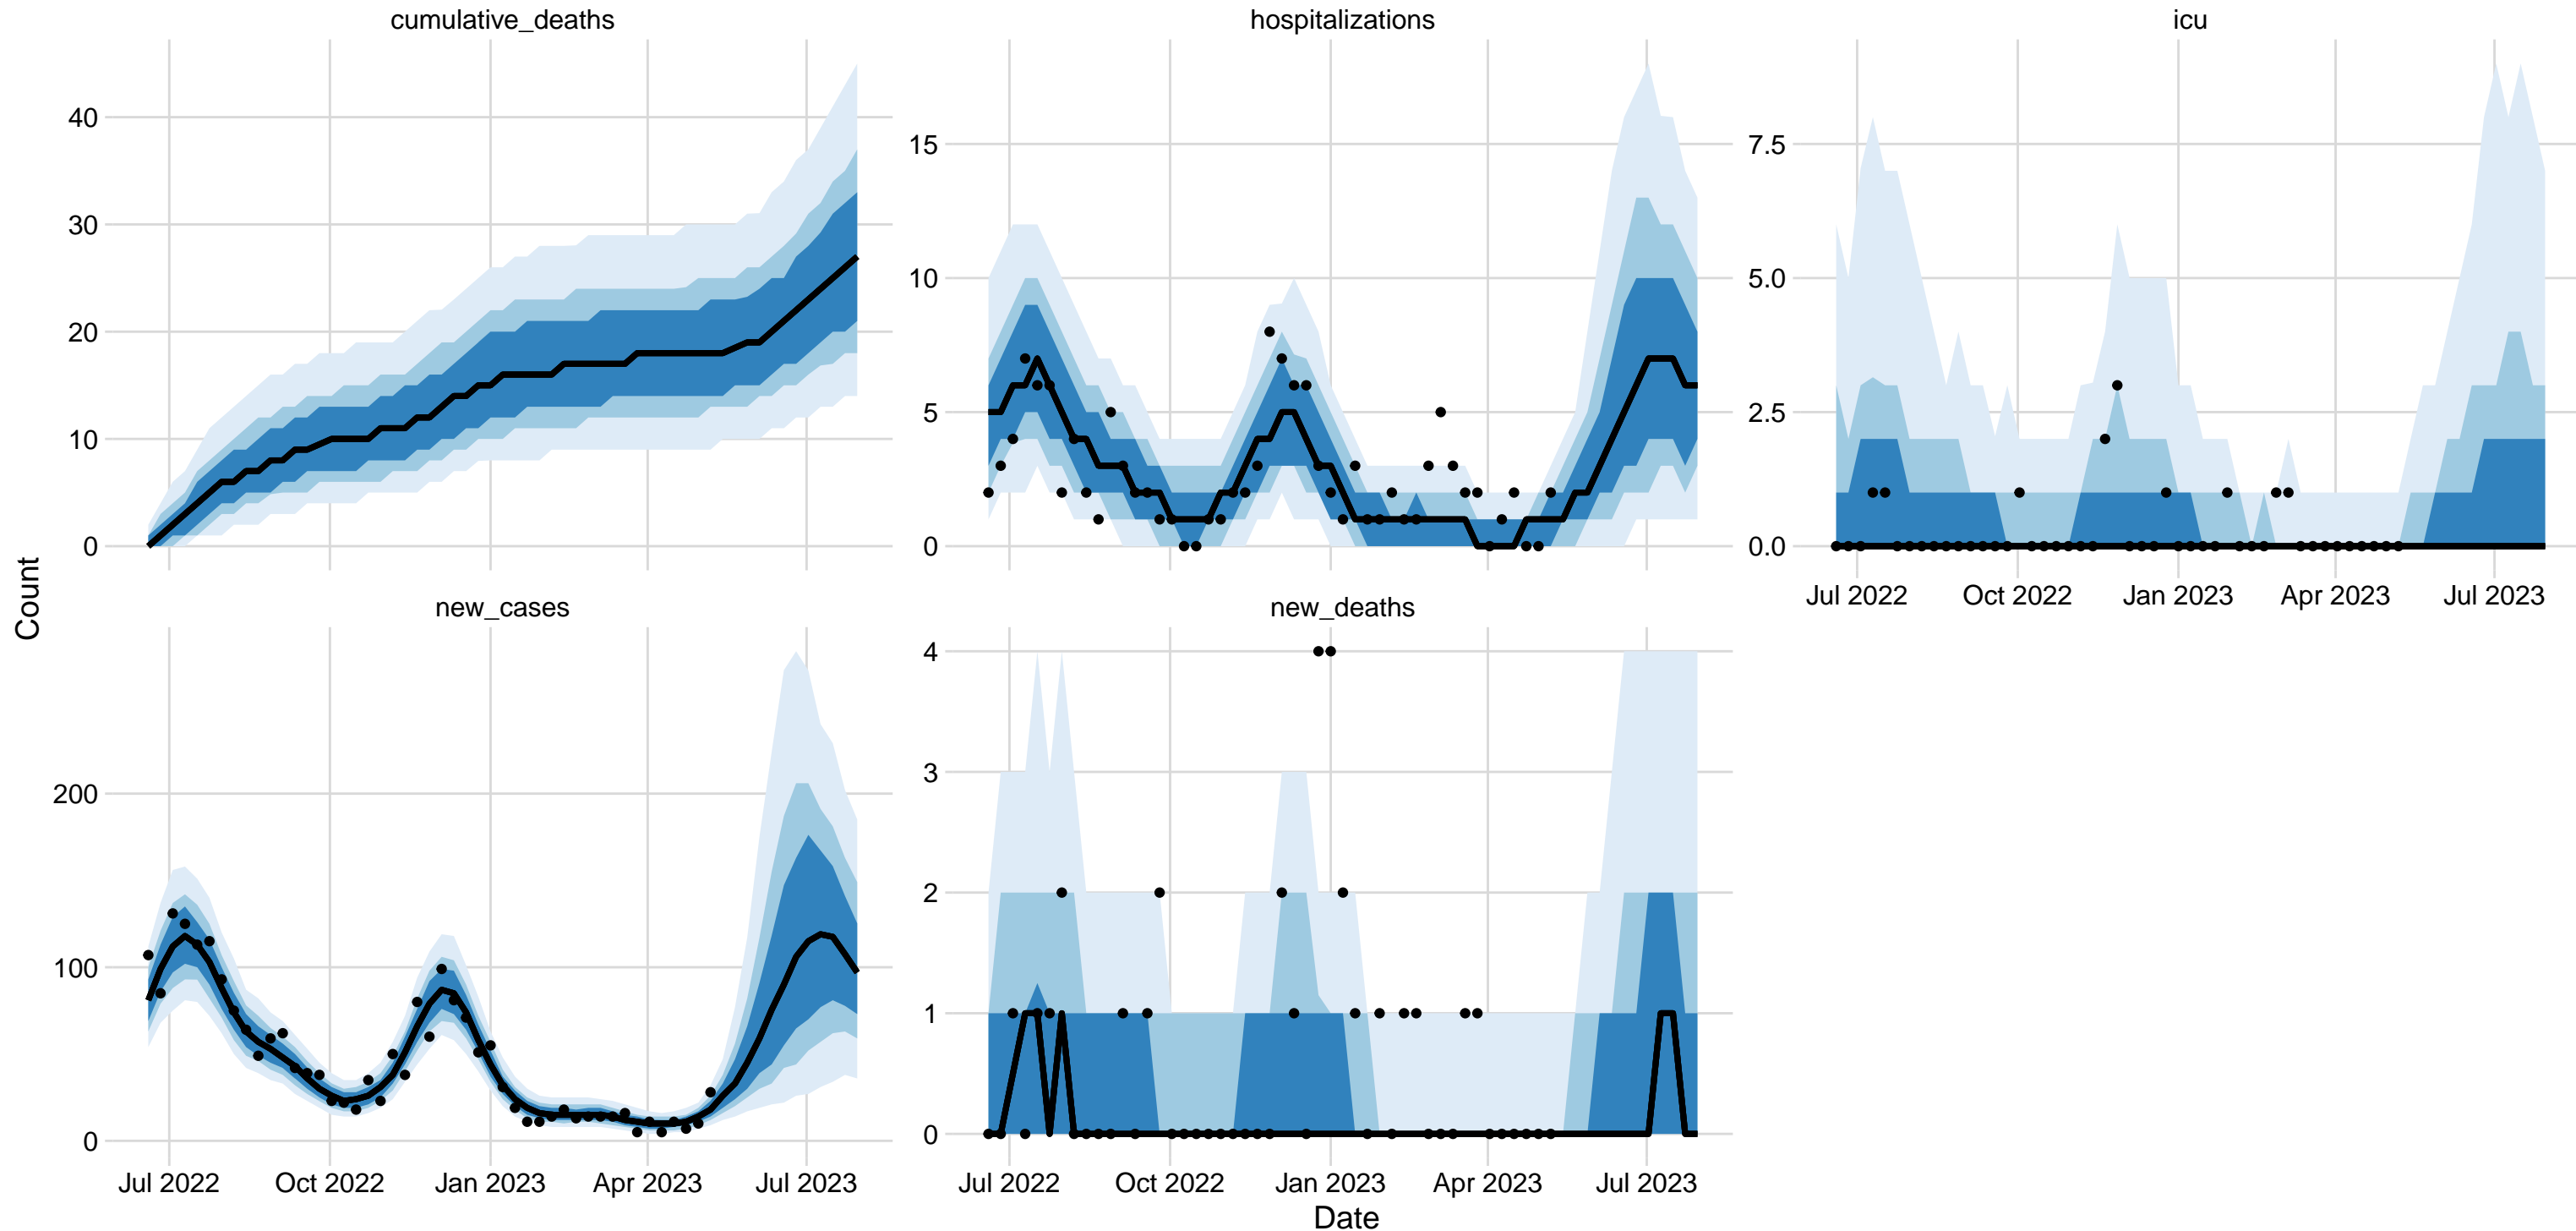 cumulative_deaths
hospitalizations
icu
40
30
20
10
0
15
10
5
0
7.5
5.0
2.5
0.0
Jul 2022 Oct 2022 Jan 2023 Apr 2023 Jul 2023
Count
new_cases
new_deaths
200
100
0
4
3
2
1
0
Jul 2022 Oct 2022 Jan 2023 Apr 2023 Jul 2023
Jul 2022 Oct 2022 Jan 2023 Apr 2023 Jul 2023
Date